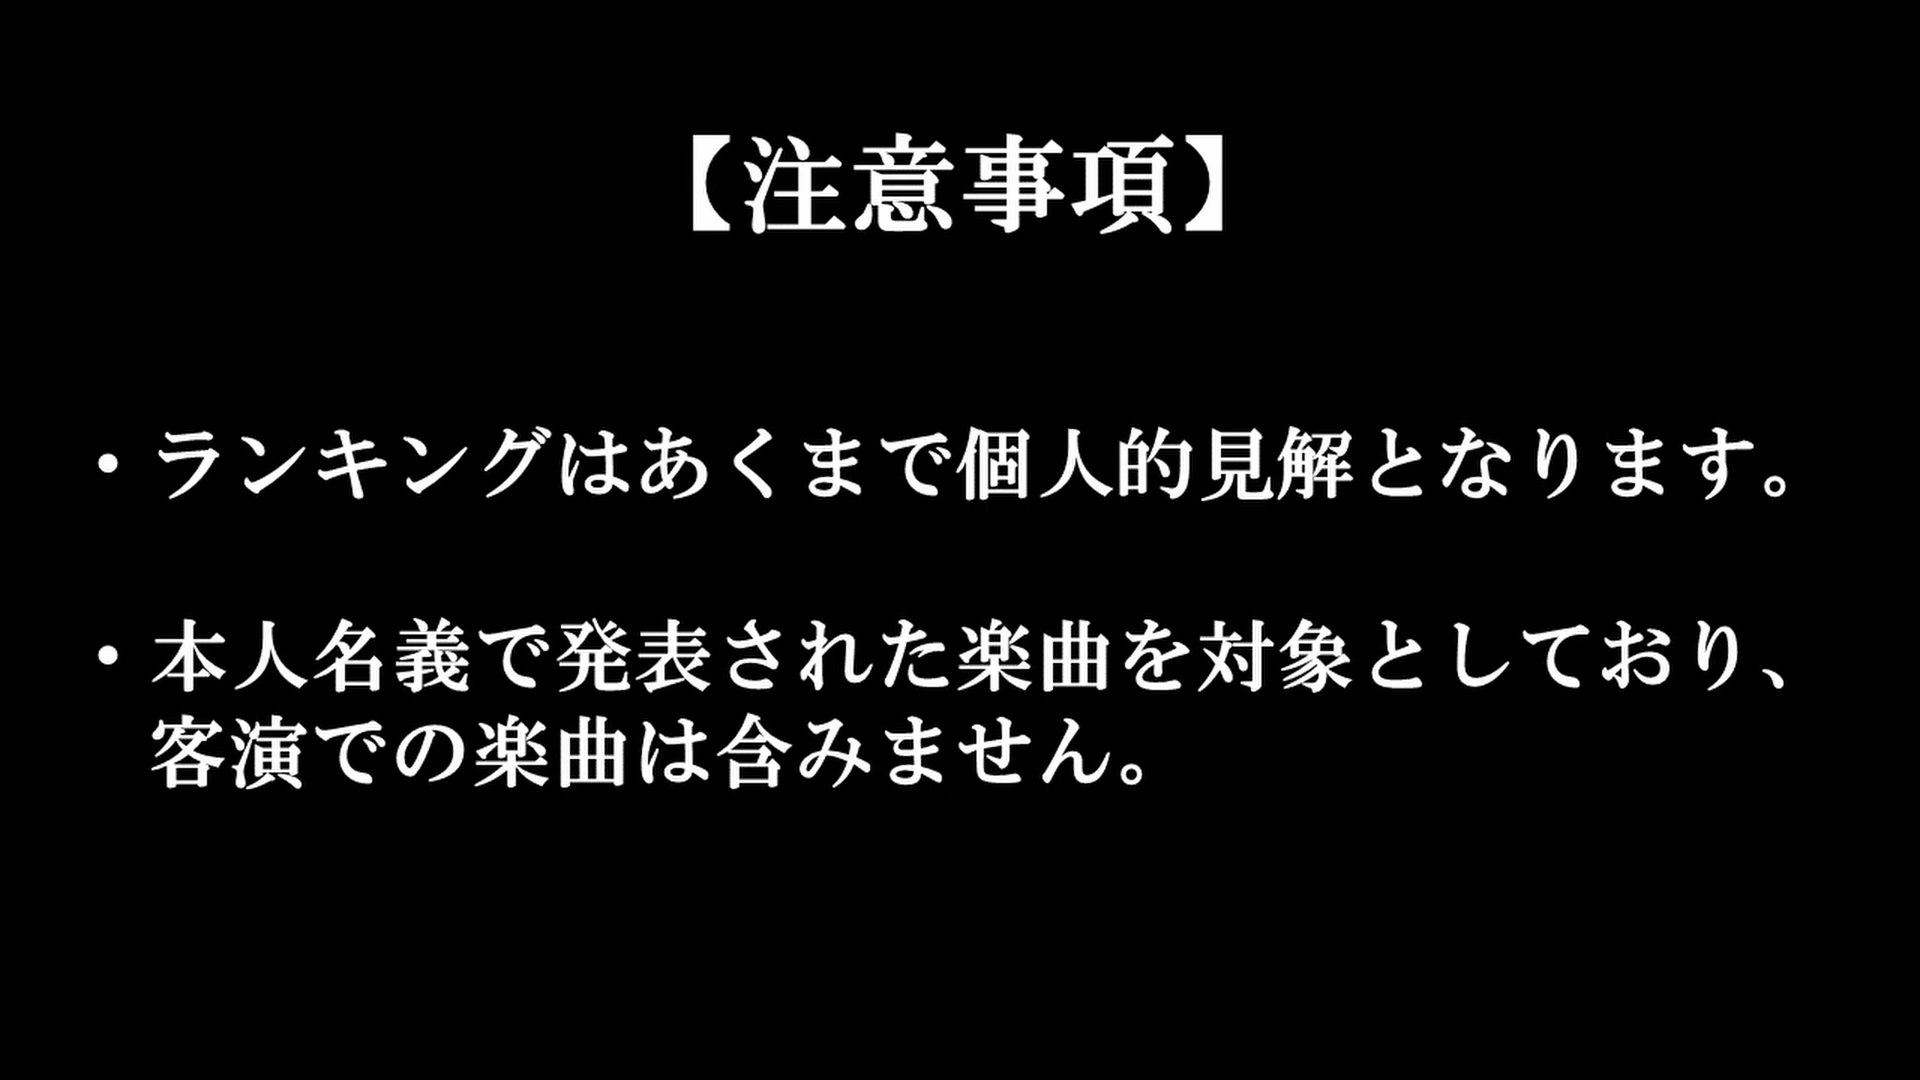 【注意事項】
・ランキングはあくまで個人的見解となります。
・本人名義で発表された楽曲を対象としており、
客演での楽曲は含みません。